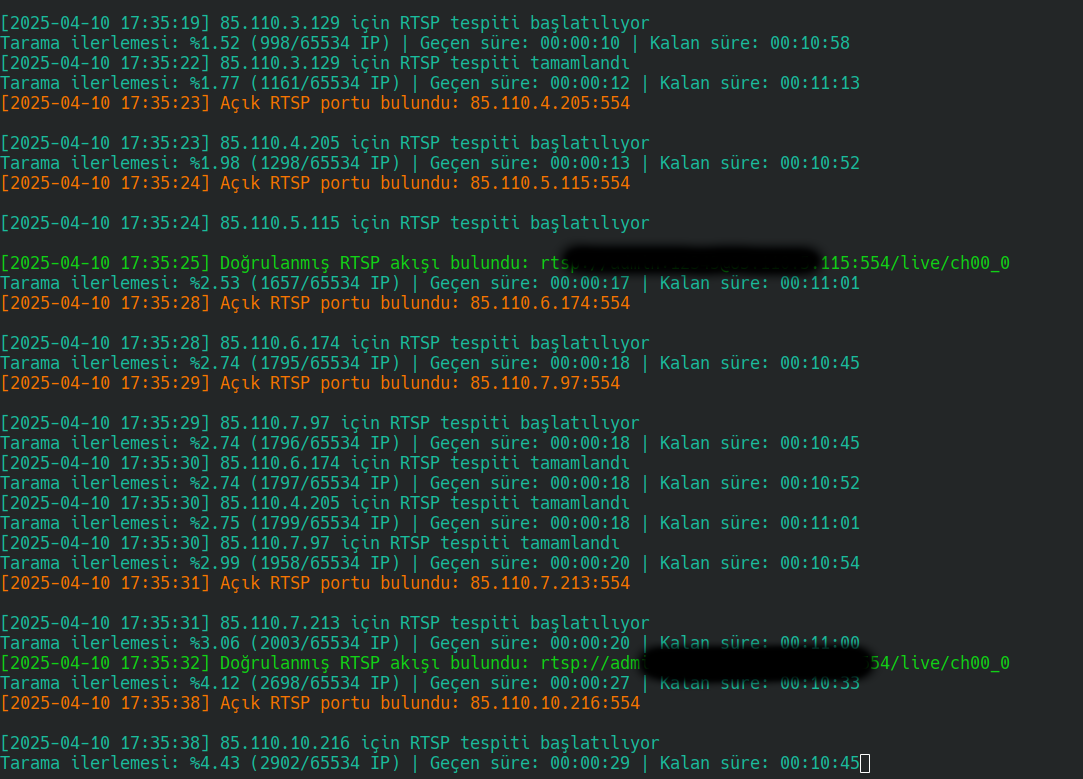 [2025-04-10 17:35:19] 85.110.3.129 için RTSP tespiti başlatılıyor
Tarama ilerlemesi: %1.52 (998/65534 IP) | Geçen süre: 00:00:10 | Kalan süre: 00:10:58
[2025-04-10 17:35:22] 85.110.3.129 için RTSP tespiti tamamlandı
Tarama ilerlemesi: %1.77 (1161/65534 IP) | Geçen süre: 00:00:12 | Kalan süre: 00:11:13
[2025-04-10 17:35:23] Açık RTSP portu bulundu: 85.110.4.205:554
[2025-04-10 17:35:23] 85.110.4.205 için RTSP tespiti başlatılıyor
Tarama ilerlemesi: %1.98 (1298/65534 IP) | Geçen süre: 00:00:13 | Kalan süre: 00:10:52
[2025-04-10 17:35:24] Açık RTSP portu bulundu: 85.110.5.115:554
[2025-04-10 17:35:24] 85.110.5.115 için RTSP tespiti başlatılıyor
[2025-04-10 17:35:25] Doğrulanmış RTSP akışı bulundu: rts .115:554/live/ch00_0
Tarama ilerlemesi: %2.53 (1657/65534 IP) | Geçen süre: 00:00:17 | Kalan süre: 00:11:01
[2025-04-10 17:35:28] Açık RTSP portu bulundu: 85.110.6.174:554
[2025-04-10 17:35:28] 85.110.6.174 için RTSP tespiti başlatılıyor
Tarama ilerlemesi: %2.74 (1795/65534 IP) | Geçen süre: 00:00:18 | Kalan süre: 00:10:45
[2025-04-10 17:35:29] Açık RTSP portu bulundu: 85.110.7.97:554
[2025-04-10 17:35:29] 85.110.7.97 için RTSP tespiti başlatılıyor
Tarama ilerlemesi: %2.74 (1796/65534 IP) | Geçen süre: 00:00:18 | Kalan süre: 00:10:45
[2025-04-10 17:35:30] 85.110.6.174 için RTSP tespiti tamamlandı
Tarama ilerlemesi: %2.74 (1797/65534 IP) | Geçen süre: 00:00:18 | Kalan süre: 00:10:52
[2025-04-10 17:35:30] 85.110.4.205 için RTSP tespiti tamamlandı
Tarama ilerlemesi: %2.75 (1799/65534 IP) | Geçen süre: 00:00:18 | Kalan süre: 00:11:01
[2025-04-10 17:35:30] 85.110.7.97 için RTSP tespiti tamamlandı
Tarama ilerlemesi: %2.99 (1958/65534 IP) | Geçen süre: 00:00:20 | Kalan süre: 00:10:54
[2025-04-10 17:35:31] Açık RTSP portu bulundu: 85.110.7.213:554
[2025-04-10 17:35:31] 85.110.7.213 için RTSP tespiti başlatılıyor
Tarama ilerlemesi: %3.06 (2003/65534 IP) | Geçen süre: 00:00:20 | Kalan süre: 00:11:00
[2025-04-10 17:35:32] Doğrulanmış RTSP akışı bulundu: rtsp://adm 54/live/ch00_0
Tarama ilerlemesi: %4.12 (2698/65534 IP) | Geçen süre: 00:00:27 | Kalan süre: 00:10:33
[2025-04-10 17:35:38] Açık RTSP portu bulundu: 85.110.10.216:554
[2025-04-10 17:35:38] 85.110.10.216 için RTSP tespiti başlatılıyor
Tarama ilerlemesi: %4.43 (2902/65534 IP) | Geçen süre: 00:00:29 | Kalan süre: 00:10:45